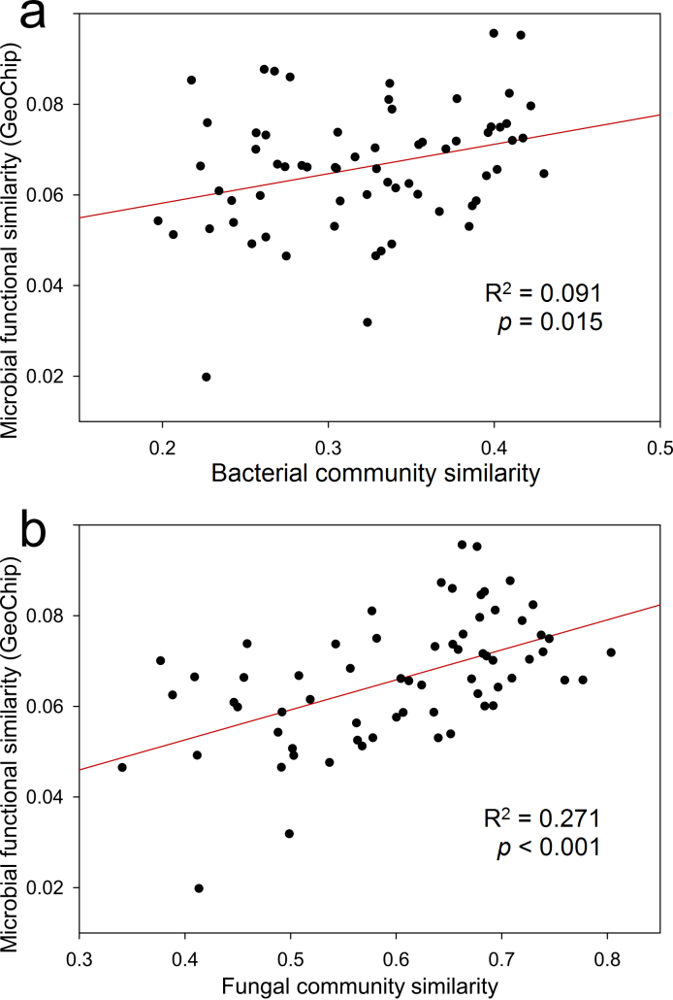 a
Microbial functional similarity (GeoChip)
0.08
0.06
0.04
0.02
R² = 0.091
p = 0.015
0.2 0.3 0.4 0.5
Bacterial community similarity
b
Microbial functional similarity (GeoChip)
0.08
0.06
0.04
0.02
R² = 0.271
p < 0.001
0.3 0.4 0.5 0.6 0.7 0.8
Fungal community similarity